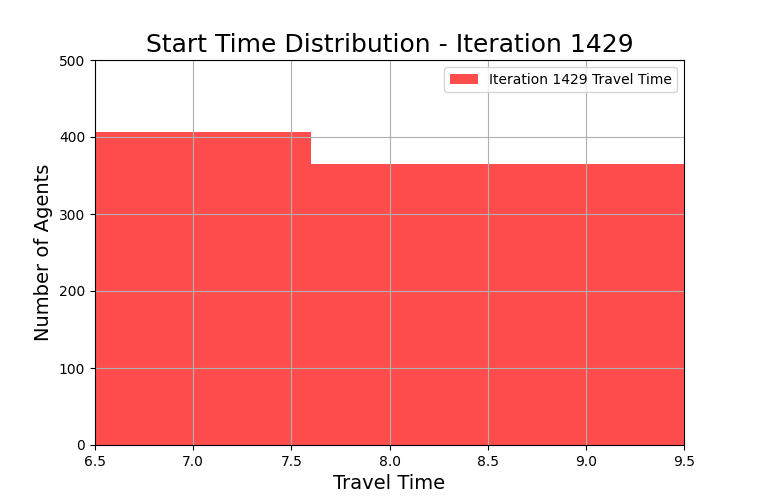 Start Time Distribution - Iteration 1429
Iteration 1429 Travel Time
Number of Agents
500
400
300
200
100
0
6.5 7.0 7.5 8.0 8.5 9.0 9.5
Travel Time